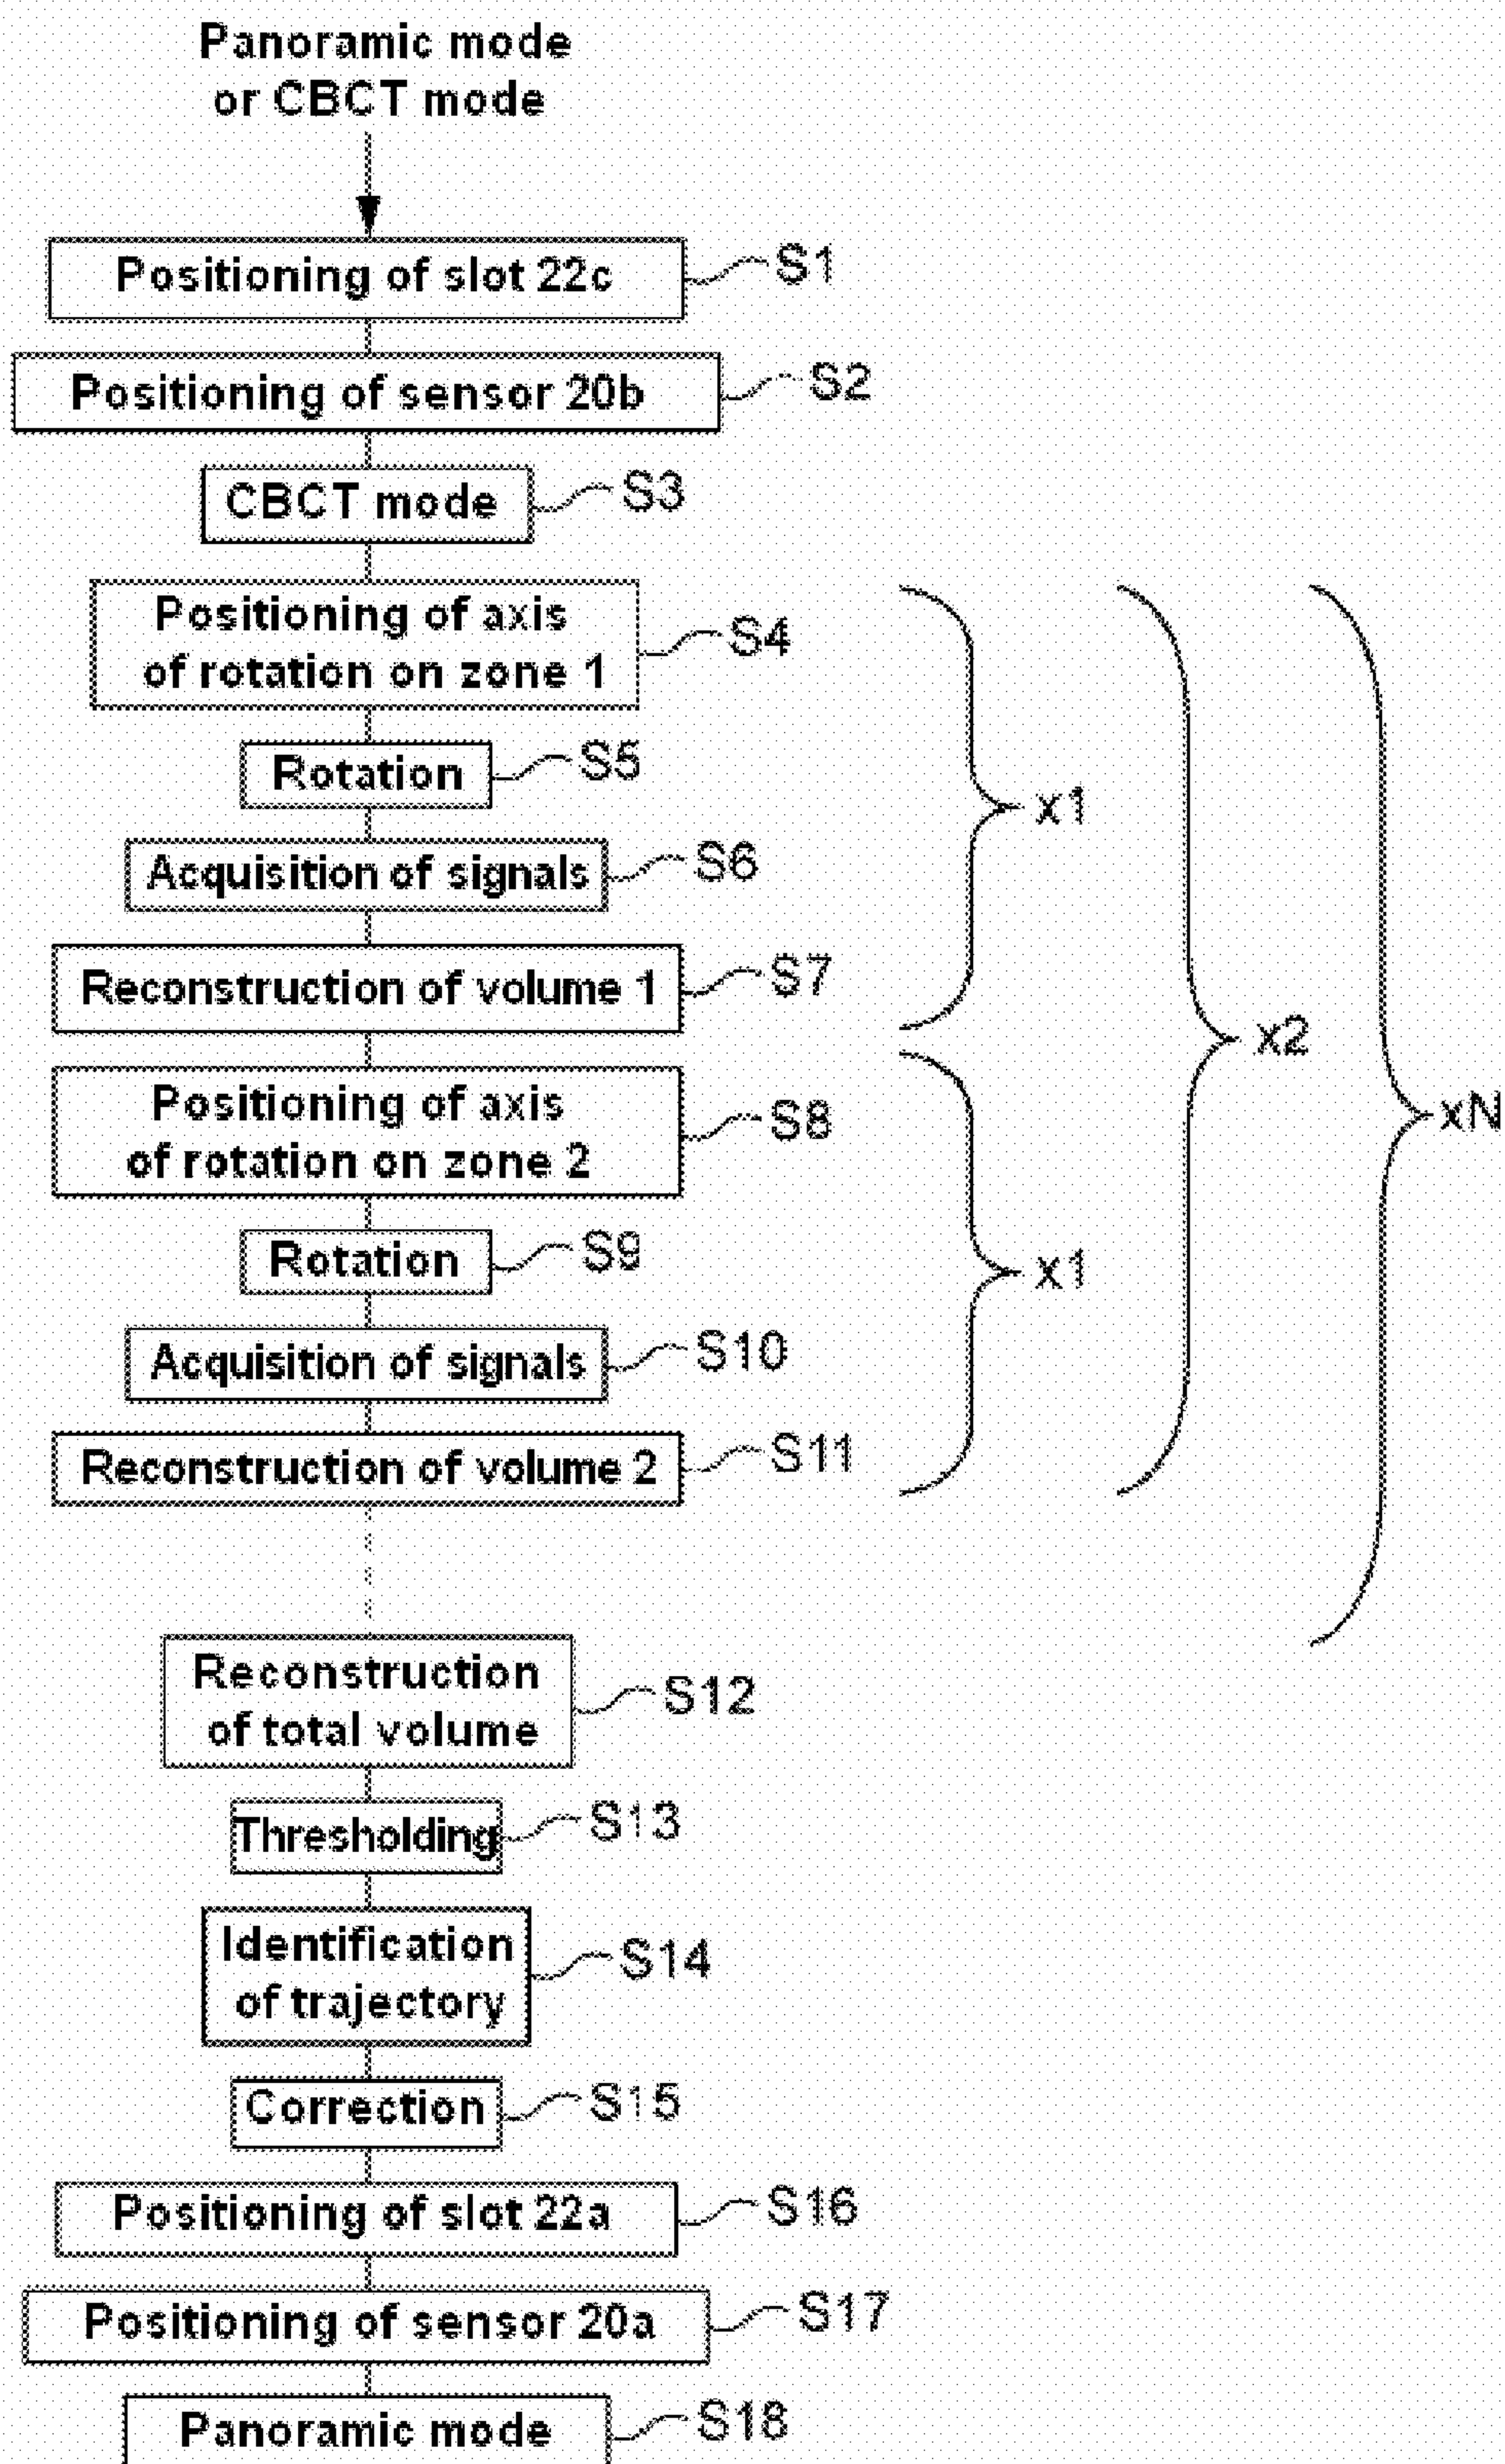 Panoramic mode
or CBCT mode
Positioning of slot 22c
S1
Positioning of sensor 20b
S2
CBCT mode
S3
Positioning of axis
of rotation on zone 1
S4
Rotation
S5
x1
Acquisition of signals
S6
Reconstruction of volume 1
S7
x2
Positioning of axis
of rotation on zone 2
S8
xN
Rotation
S9
x1
Acquisition of signals
S10
Reconstruction of volume 2
S11
Reconstruction
of total volume
S12
Thresholding
S13
Identification
of trajectory
S14
Correction
S15
Positioning of slot 22a
S16
Positioning of sensor 20a
S17
Panoramic mode
S18